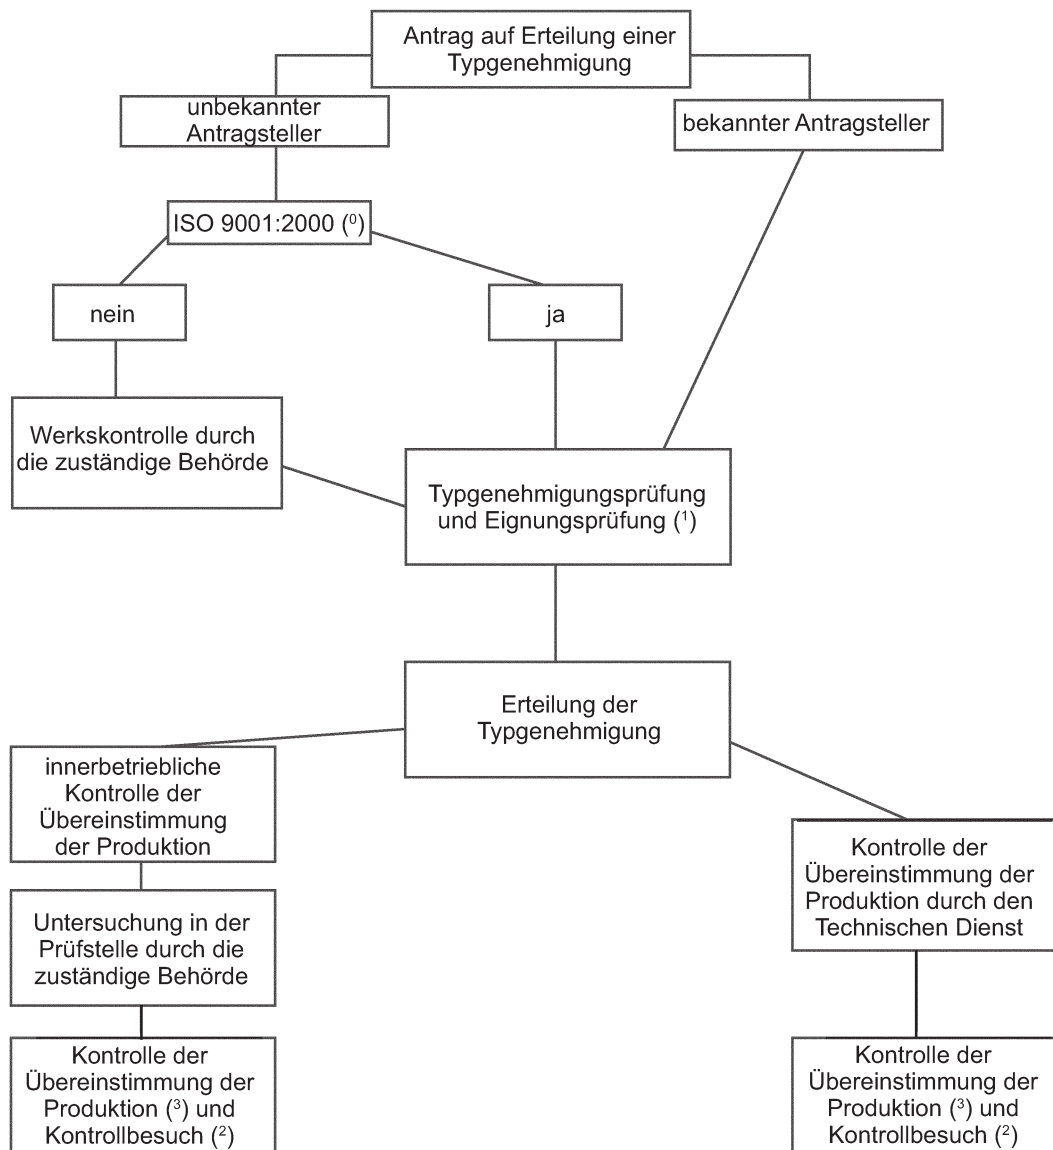 Antrag auf Erteilung einer
Typgenehmigung
unbekannter
Antragsteller
bekannter Antragsteller
ISO 9001:2000 (⁰)
nein
ja
Werkskontrolle durch
die zuständige Behörde
Typgenehmigungsprüfung
und Eignungsprüfung (¹)
Erteilung der
Typgenehmigung
innerbetriebliche
Kontrolle der
Übereinstimmung
der Produktion
Untersuchung in der
Prüfstelle durch die
zuständige Behörde
Kontrolle der
Übereinstimmung der
Produktion (³) und
Kontrollbesuch (²)
Kontrolle der
Übereinstimmung der
Produktion durch den
Technischen Dienst
Kontrolle der
Übereinstimmung der
Produktion (³) und
Kontrollbesuch (²)